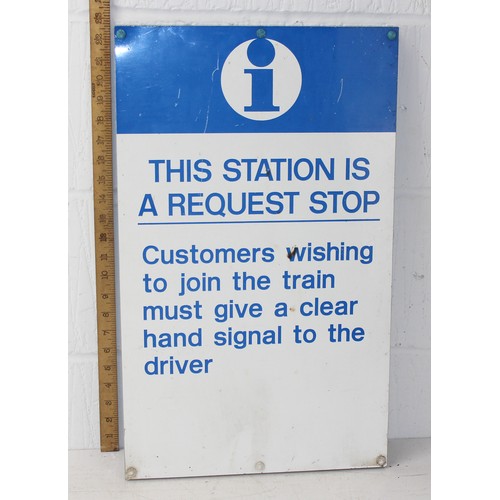 i
THIS STATION IS
A REQUEST STOP
Customers wishing
to join the train
must give a clear
hand signal to the
driver